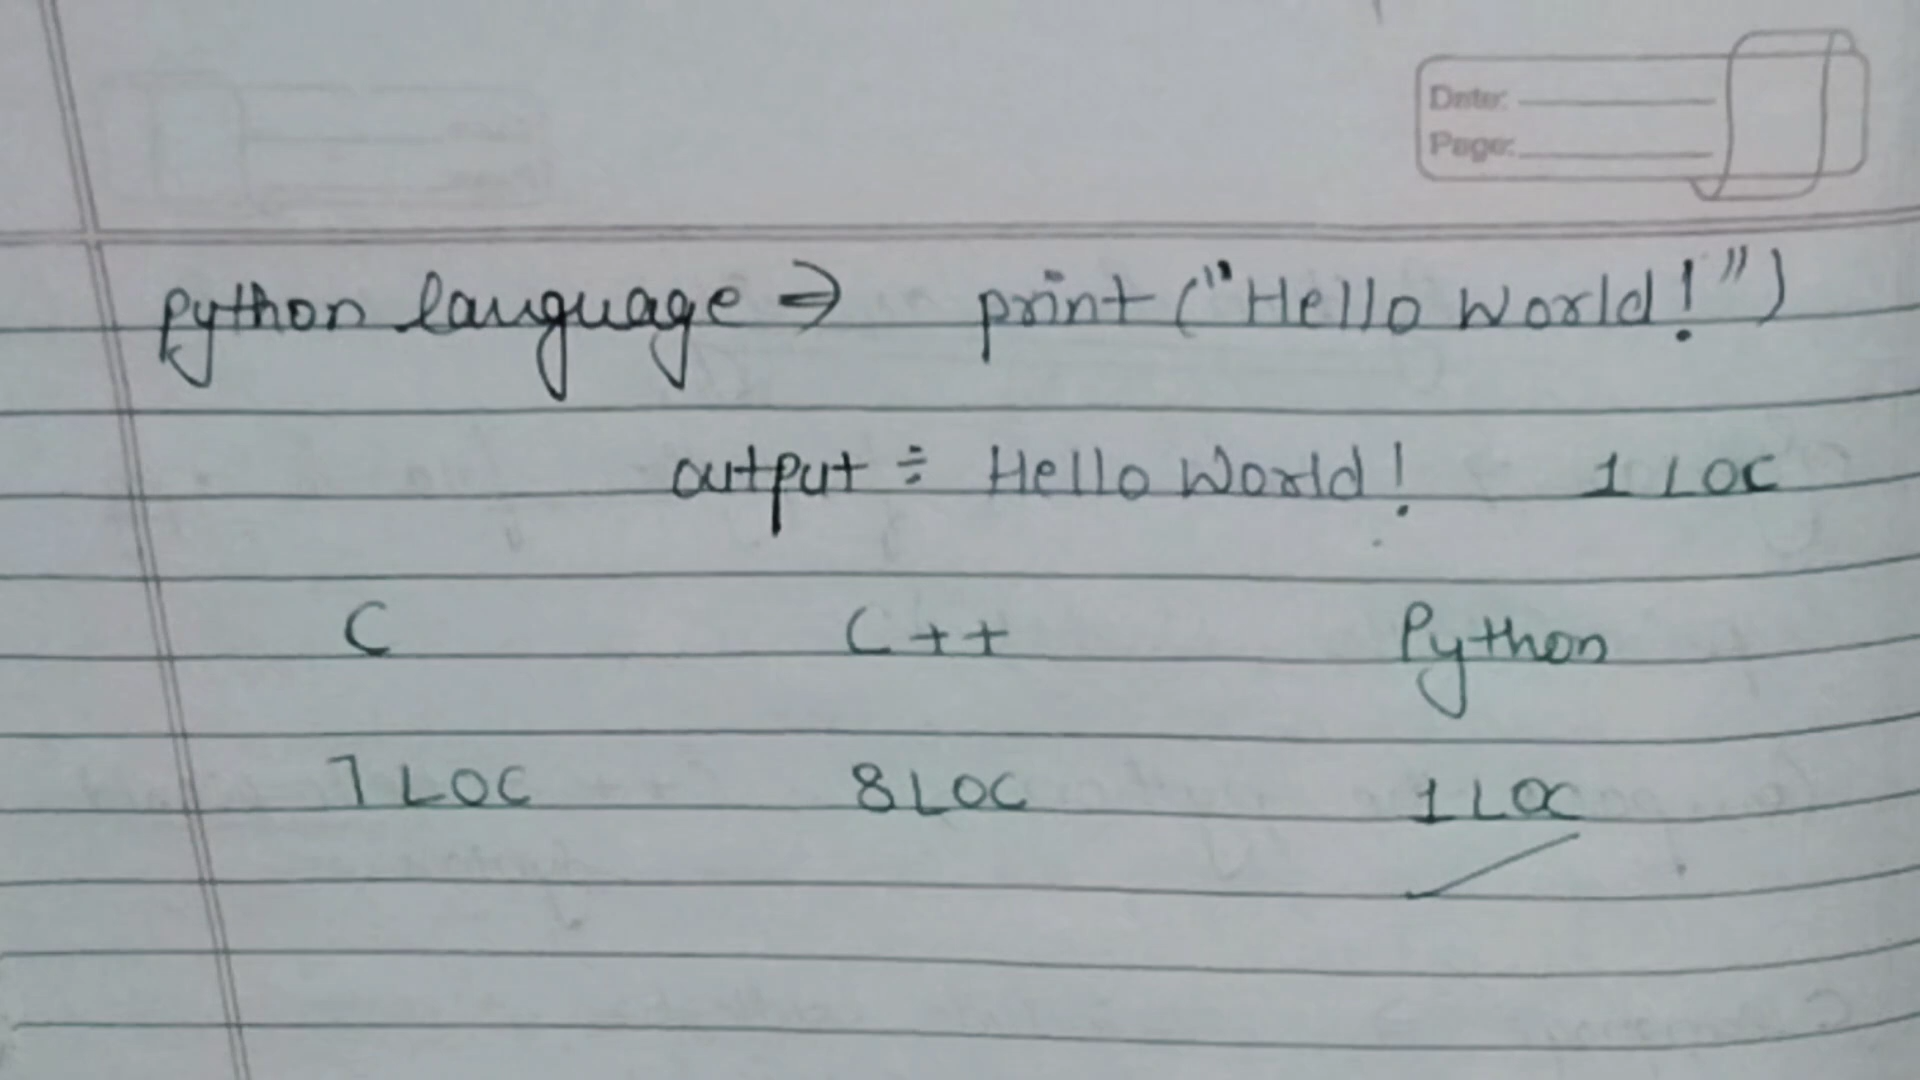 Date:
Page:
python language ⇒ print ("Hello World!")
output ÷ Hello World! 1 LOC
C C++ Python
7 LOC 8 LOC 1 LOC